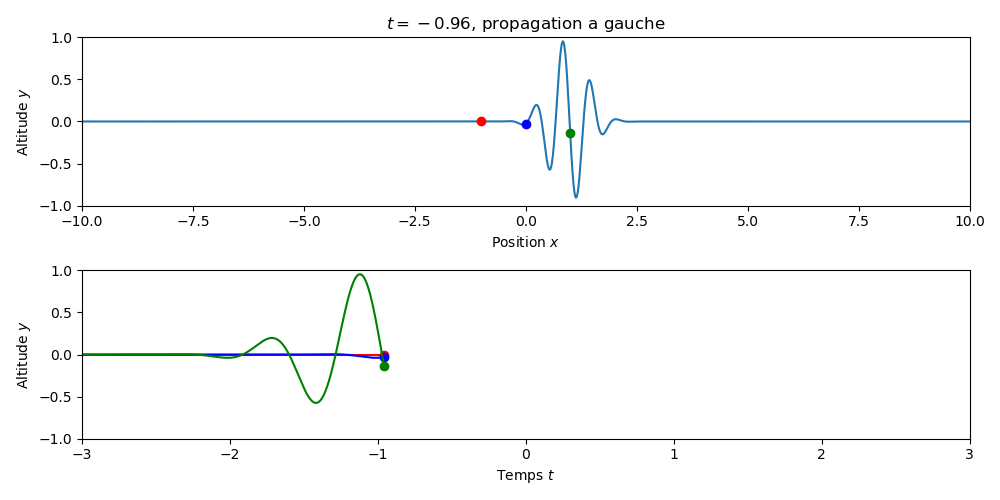 t = −0.96, propagation a gauche
1.0
0.5
0.0
−0.5
−1.0
Altitude y
−10.0 −7.5 −5.0 −2.5 0.0 2.5 5.0 7.5 10.0
Position x
1.0
0.5
0.0
−0.5
−1.0
Altitude y
−3 −2 −1 0 1 2 3
Temps t